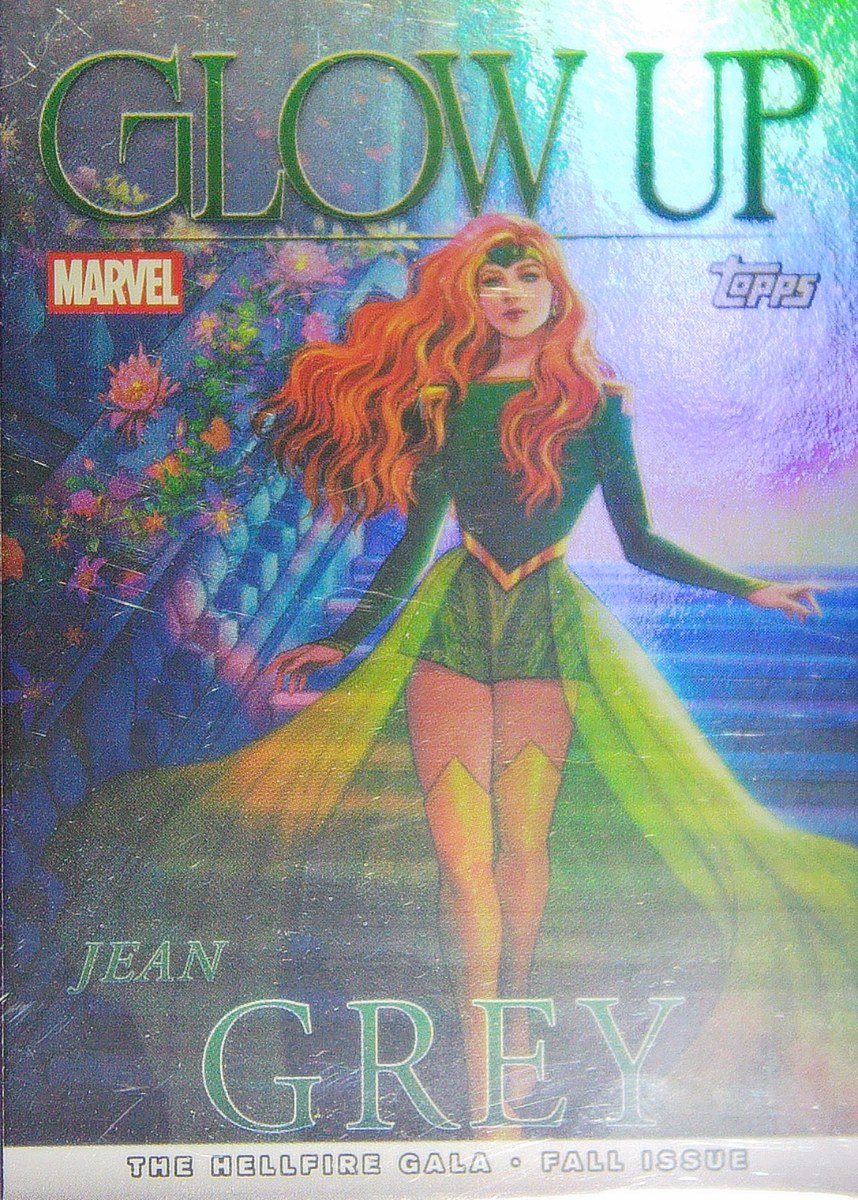 GLOW UP
MARVEL
topps
JEAN
GREY
THE HELLFIRE GALA • FALL ISSUE